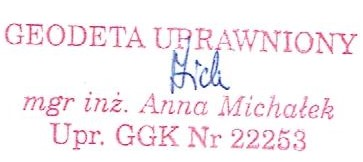 GEODETA UPRAWNIONY
mgr inż. Anna Michałek
Upr. GGK Nr 22253